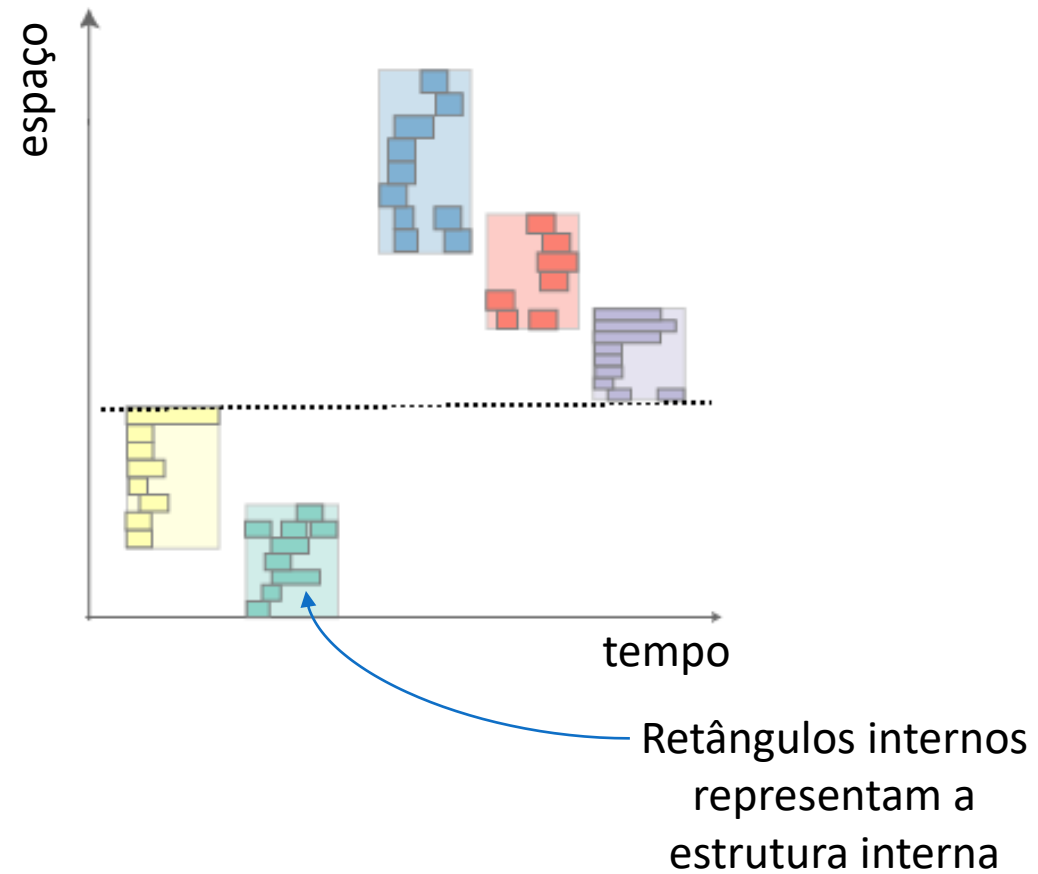 espaço
tempo
Retângulos internos
representam a
estrutura interna